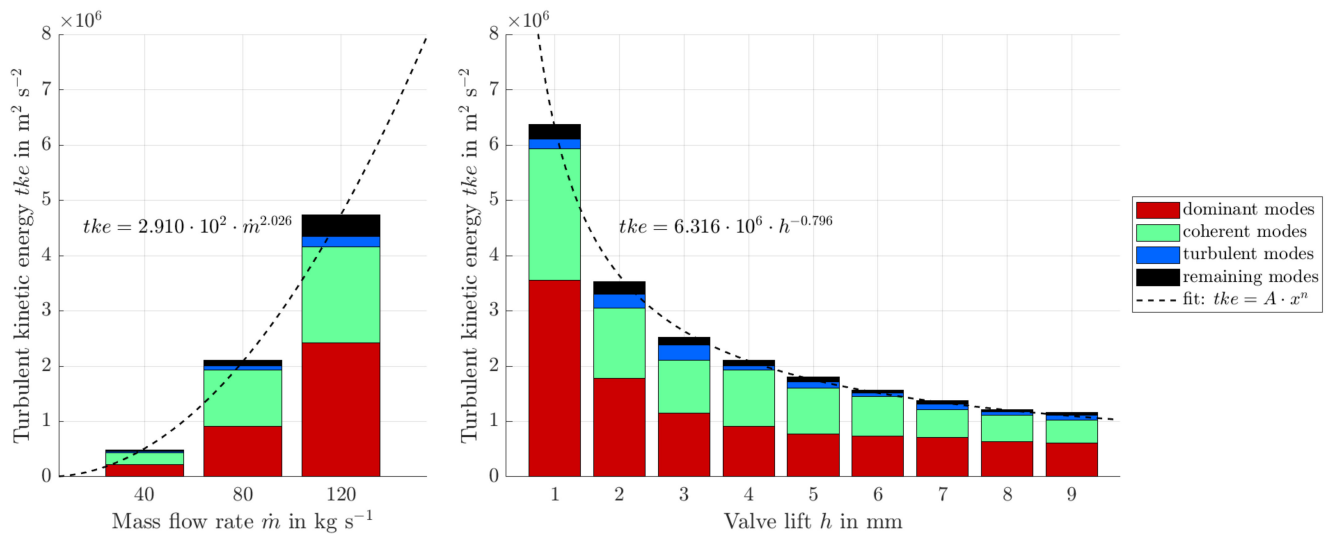 ×10⁶
8
7
6
5
4
3
2
1
0
Turbulent kinetic energy tke in m² s⁻²
tke = 2.910 · 10² · ṁ^2.026
40 80 120
Mass flow rate ṁ in kg s⁻¹
×10⁶
8
7
6
5
4
3
2
1
0
Turbulent kinetic energy tke in m² s⁻²
tke = 6.316 · 10⁶ · h^−0.796
1 2 3 4 5 6 7 8 9
Valve lift h in mm
dominant modes
coherent modes
turbulent modes
remaining modes
fit: tke = A · xⁿ